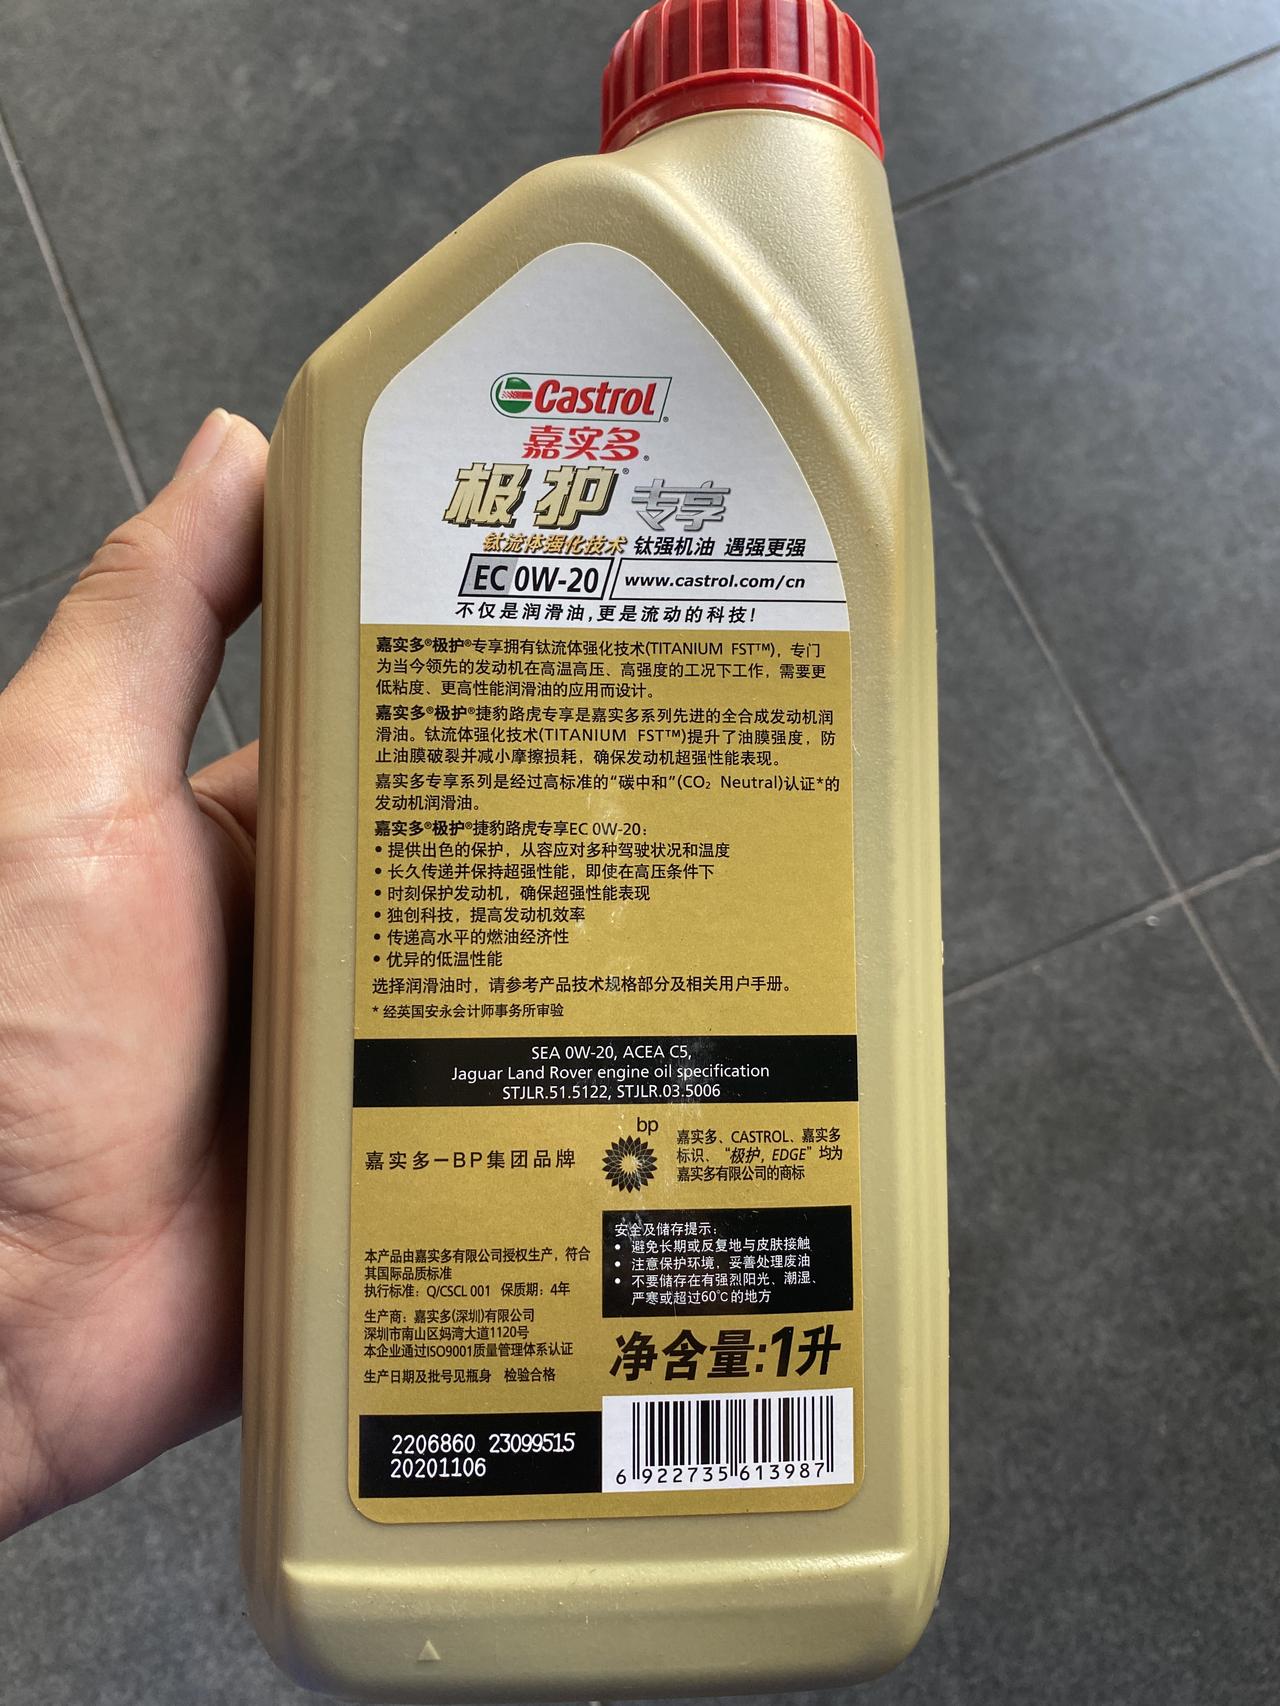 Castrol®
嘉实多®
极护® 专享
钛流体强化技术 钛强机油 遇强更强
EC 0W-20 www.castrol.com/cn
不仅是润滑油,更是流动的科技!
嘉实多®极护®专享拥有钛流体强化技术(TITANIUM FST™)，专门
为当今领先的发动机在高温高压、高强度的工况下工作，需要更
低粘度、更高性能润滑油的应用而设计。
嘉实多®极护®捷豹路虎专享是嘉实多系列先进的全合成发动机润
滑油。钛流体强化技术(TITANIUM FST™)提升了油膜强度，防
止油膜破裂并减小摩擦损耗，确保发动机超强性能表现。
嘉实多专享系列是经过高标准的“碳中和”(CO₂ Neutral)认证*的
发动机润滑油。
嘉实多®极护®捷豹路虎专享EC 0W-20：
• 提供出色的保护，从容应对多种驾驶状况和温度
• 长久传递并保持超强性能，即使在高压条件下
• 时刻保护发动机，确保超强性能表现
• 独创科技，提高发动机效率
• 传递高水平的燃油经济性
• 优异的低温性能
选择润滑油时，请参考产品技术规格部分及相关用户手册。
* 经英国安永会计师事务所审验
SEA 0W-20, ACEA C5,
Jaguar Land Rover engine oil specification
STJLR.51.5122, STJLR.03.5006
嘉实多－BP集团品牌
bp
嘉实多、CASTROL、嘉实多
标识、“极护, EDGE”均为
嘉实多有限公司的商标
安全及储存提示：
• 避免长期或反复地与皮肤接触
• 注意保护环境，妥善处理废油
• 不要储存在有强烈阳光、潮湿、
严寒或超过60℃的地方
本产品由嘉实多有限公司授权生产，符合
其国际品质标准
执行标准：Q/CSCL 001 保质期：4年
生产商：嘉实多(深圳)有限公司
深圳市南山区妈湾大道1120号
本企业通过ISO9001质量管理体系认证
生产日期及批号见瓶身 检验合格
净含量:1升
2206860 23099515
20201106
6 922735 613987